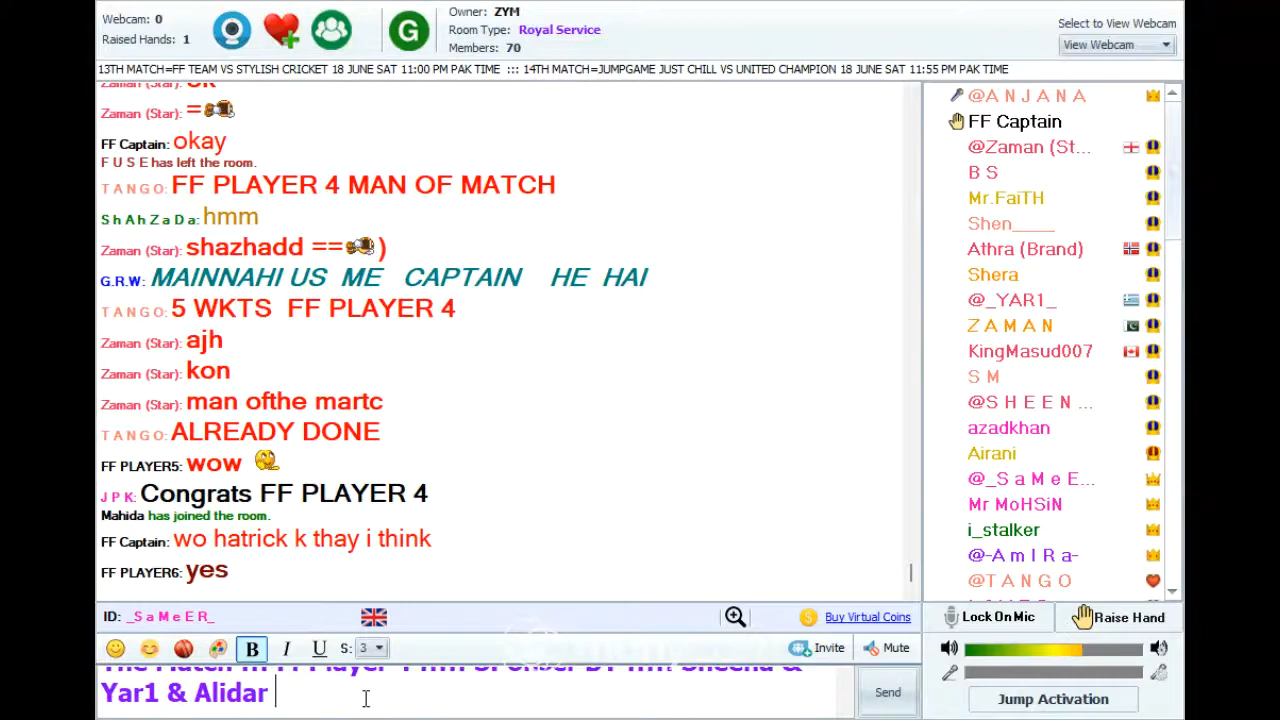 Webcam: 0
Raised Hands: 1
G
Owner: ZYM
Room Type: Royal Service
Members: 70
Select to View Webcam
View Webcam
13TH MATCH=FF TEAM VS STYLISH CRICKET 18 JUNE SAT 11:00 PM PAK TIME ::: 14TH MATCH=JUMPGAME JUST CHILL VS UNITED CHAMPION 18 JUNE SAT 11:55 PM PAK TIME
Zaman (Star): ok
Zaman (Star): =
FF Captain: okay
F U S E has left the room.
T A N G O: FF PLAYER 4 MAN OF MATCH
S h A h Z a D a: hmm
Zaman (Star): shazhadd == )
G.R.W: MAINNAHI US ME CAPTAIN HE HAI
T A N G O: 5 WKTS FF PLAYER 4
Zaman (Star): ajh
Zaman (Star): kon
Zaman (Star): man ofthe martc
T A N G O: ALREADY DONE
FF PLAYER5: wow
J P K: Congrats FF PLAYER 4
Mahida has joined the room.
FF Captain: wo hatrick k thay i think
FF PLAYER6: yes
@A N J A N A
FF Captain
@Zaman (St...
B S
Mr.FaiTH
Shen____
Athra (Brand)
Shera
@_YAR1_
Z A M A N
KingMasud007
S M
@S H E E N ...
azadkhan
Airani
@_S a M e E...
Mr MoHSiN
i_stalker
@-A m I R a-
@T A N G O
ID: _S a M e E R_
Buy Virtual Coins
Lock On Mic
Raise Hand
B I U S: 3
Invite
Mute
Yar1 & Alidar
Send
Jump Activation